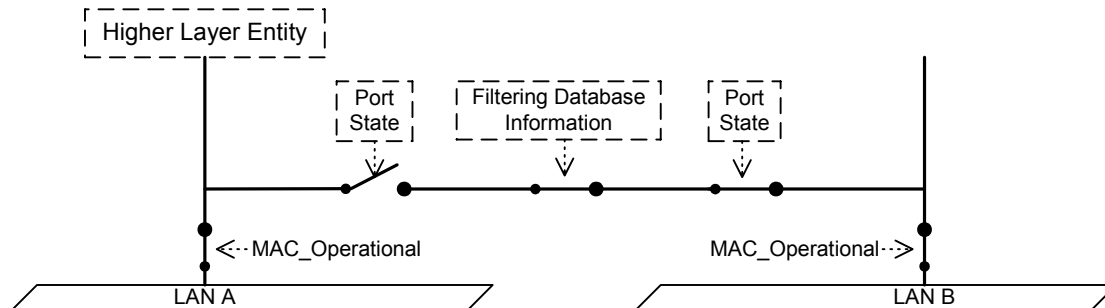 Higher Layer Entity
Port
State
Filtering Database
Information
Port
State
MAC_Operational
MAC_Operational
LAN A
LAN B